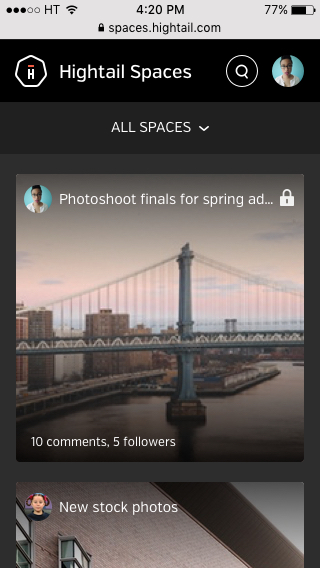 HT 4:20 PM 77%
spaces.hightail.com
H Hightail Spaces
ALL SPACES
Photoshoot finals for spring ad...
10 comments, 5 followers
New stock photos